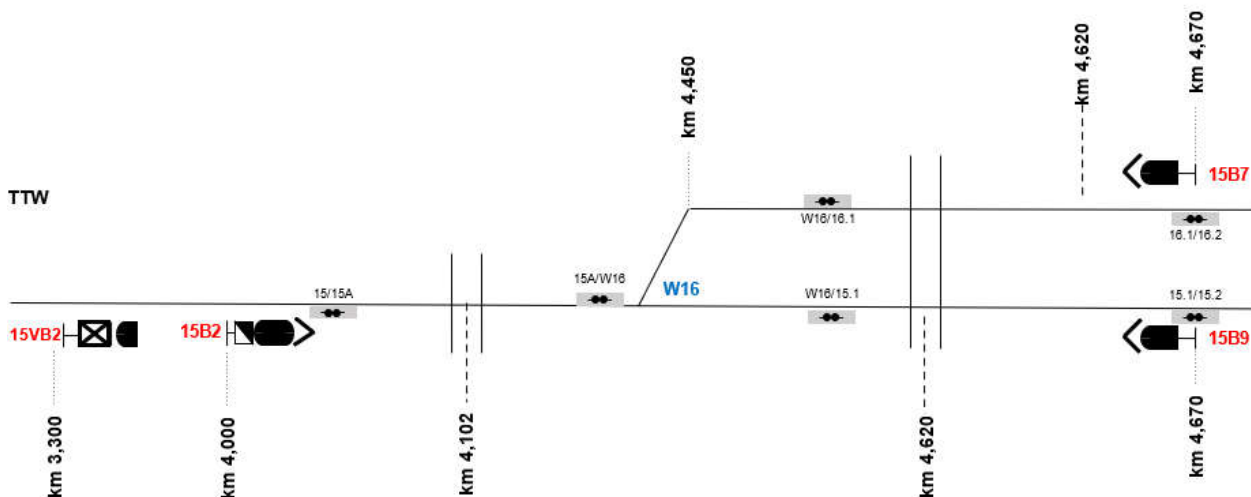 km 4,450
km 4,620
km 4,670
15B7
TTW
W16/16.1
16.1/16.2
15/15A
15A/W16
W16
W16/15.1
15.1/15.2
15VB2
15B2
15B9
km 3,300
km 4,000
km 4,102
km 4,620
km 4,670